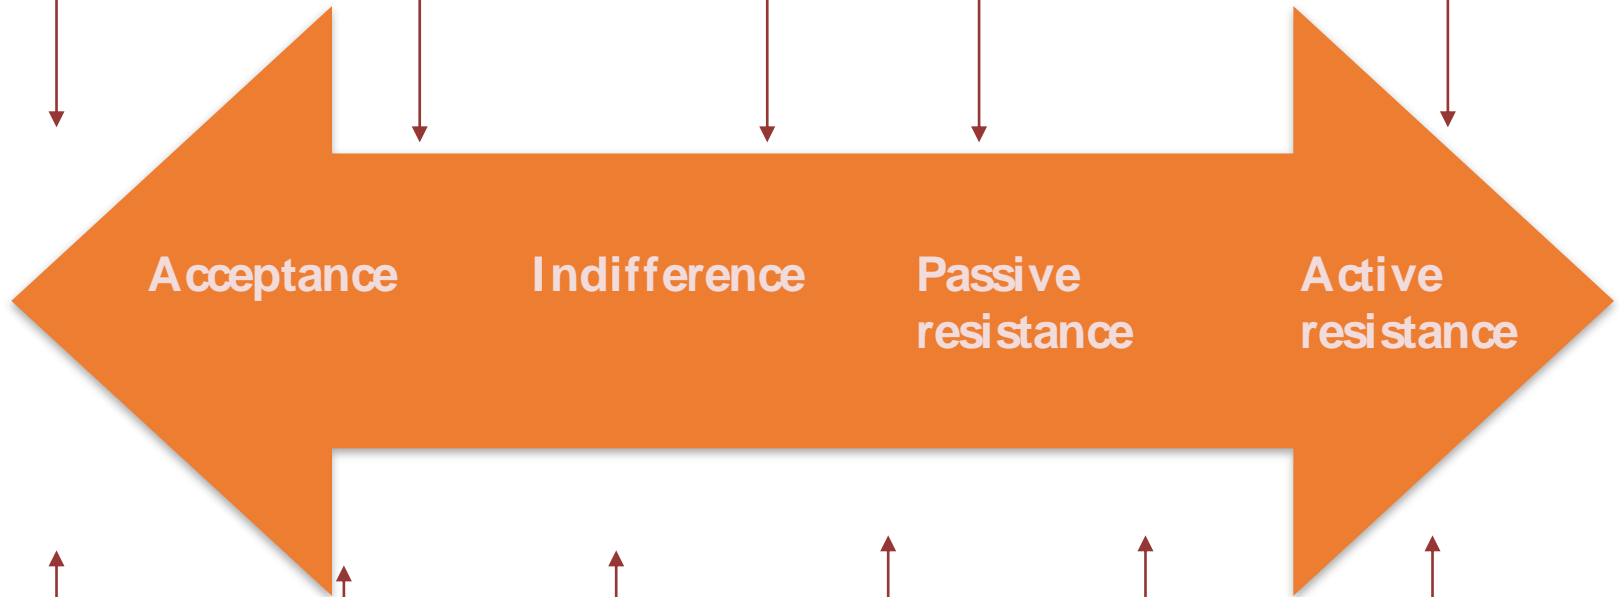 Acceptance
Indifference
Passive
resistance
Active
resistance